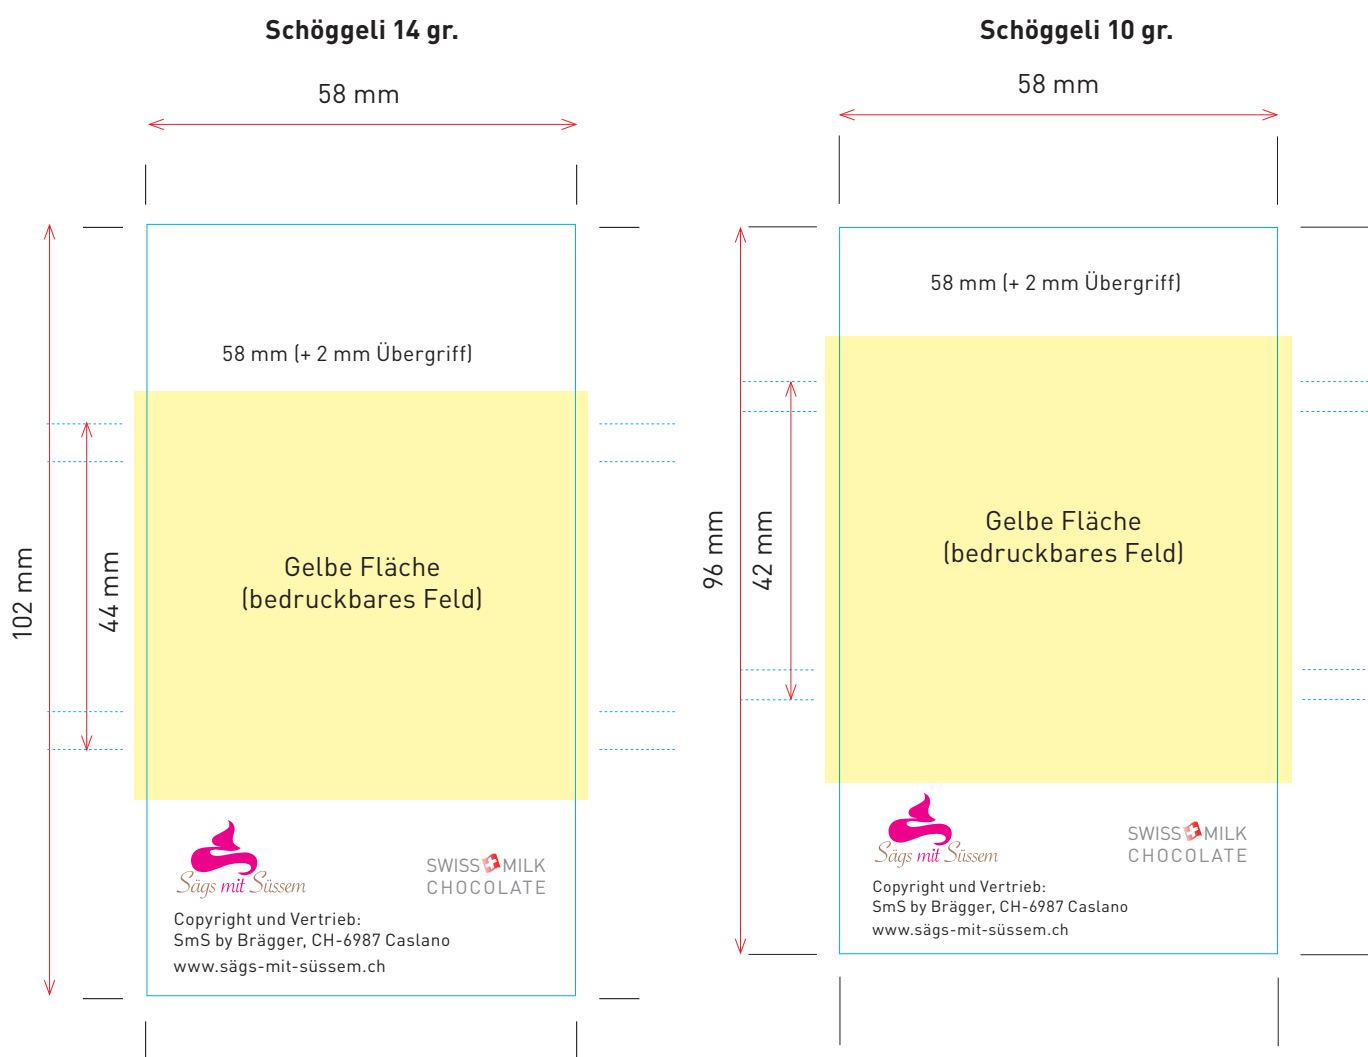 Schöggeli 14 gr.
58 mm
58 mm (+ 2 mm Übergriff)
102 mm
44 mm
Gelbe Fläche
(bedruckbares Feld)
Sägs mit Süssem
SWISS MILK
CHOCOLATE
Copyright und Vertrieb:
SmS by Brägger, CH-6987 Caslano
www.sägs-mit-süssem.ch
Schöggeli 10 gr.
58 mm
58 mm (+ 2 mm Übergriff)
96 mm
42 mm
Gelbe Fläche
(bedruckbares Feld)
Sägs mit Süssem
SWISS MILK
CHOCOLATE
Copyright und Vertrieb:
SmS by Brägger, CH-6987 Caslano
www.sägs-mit-süssem.ch